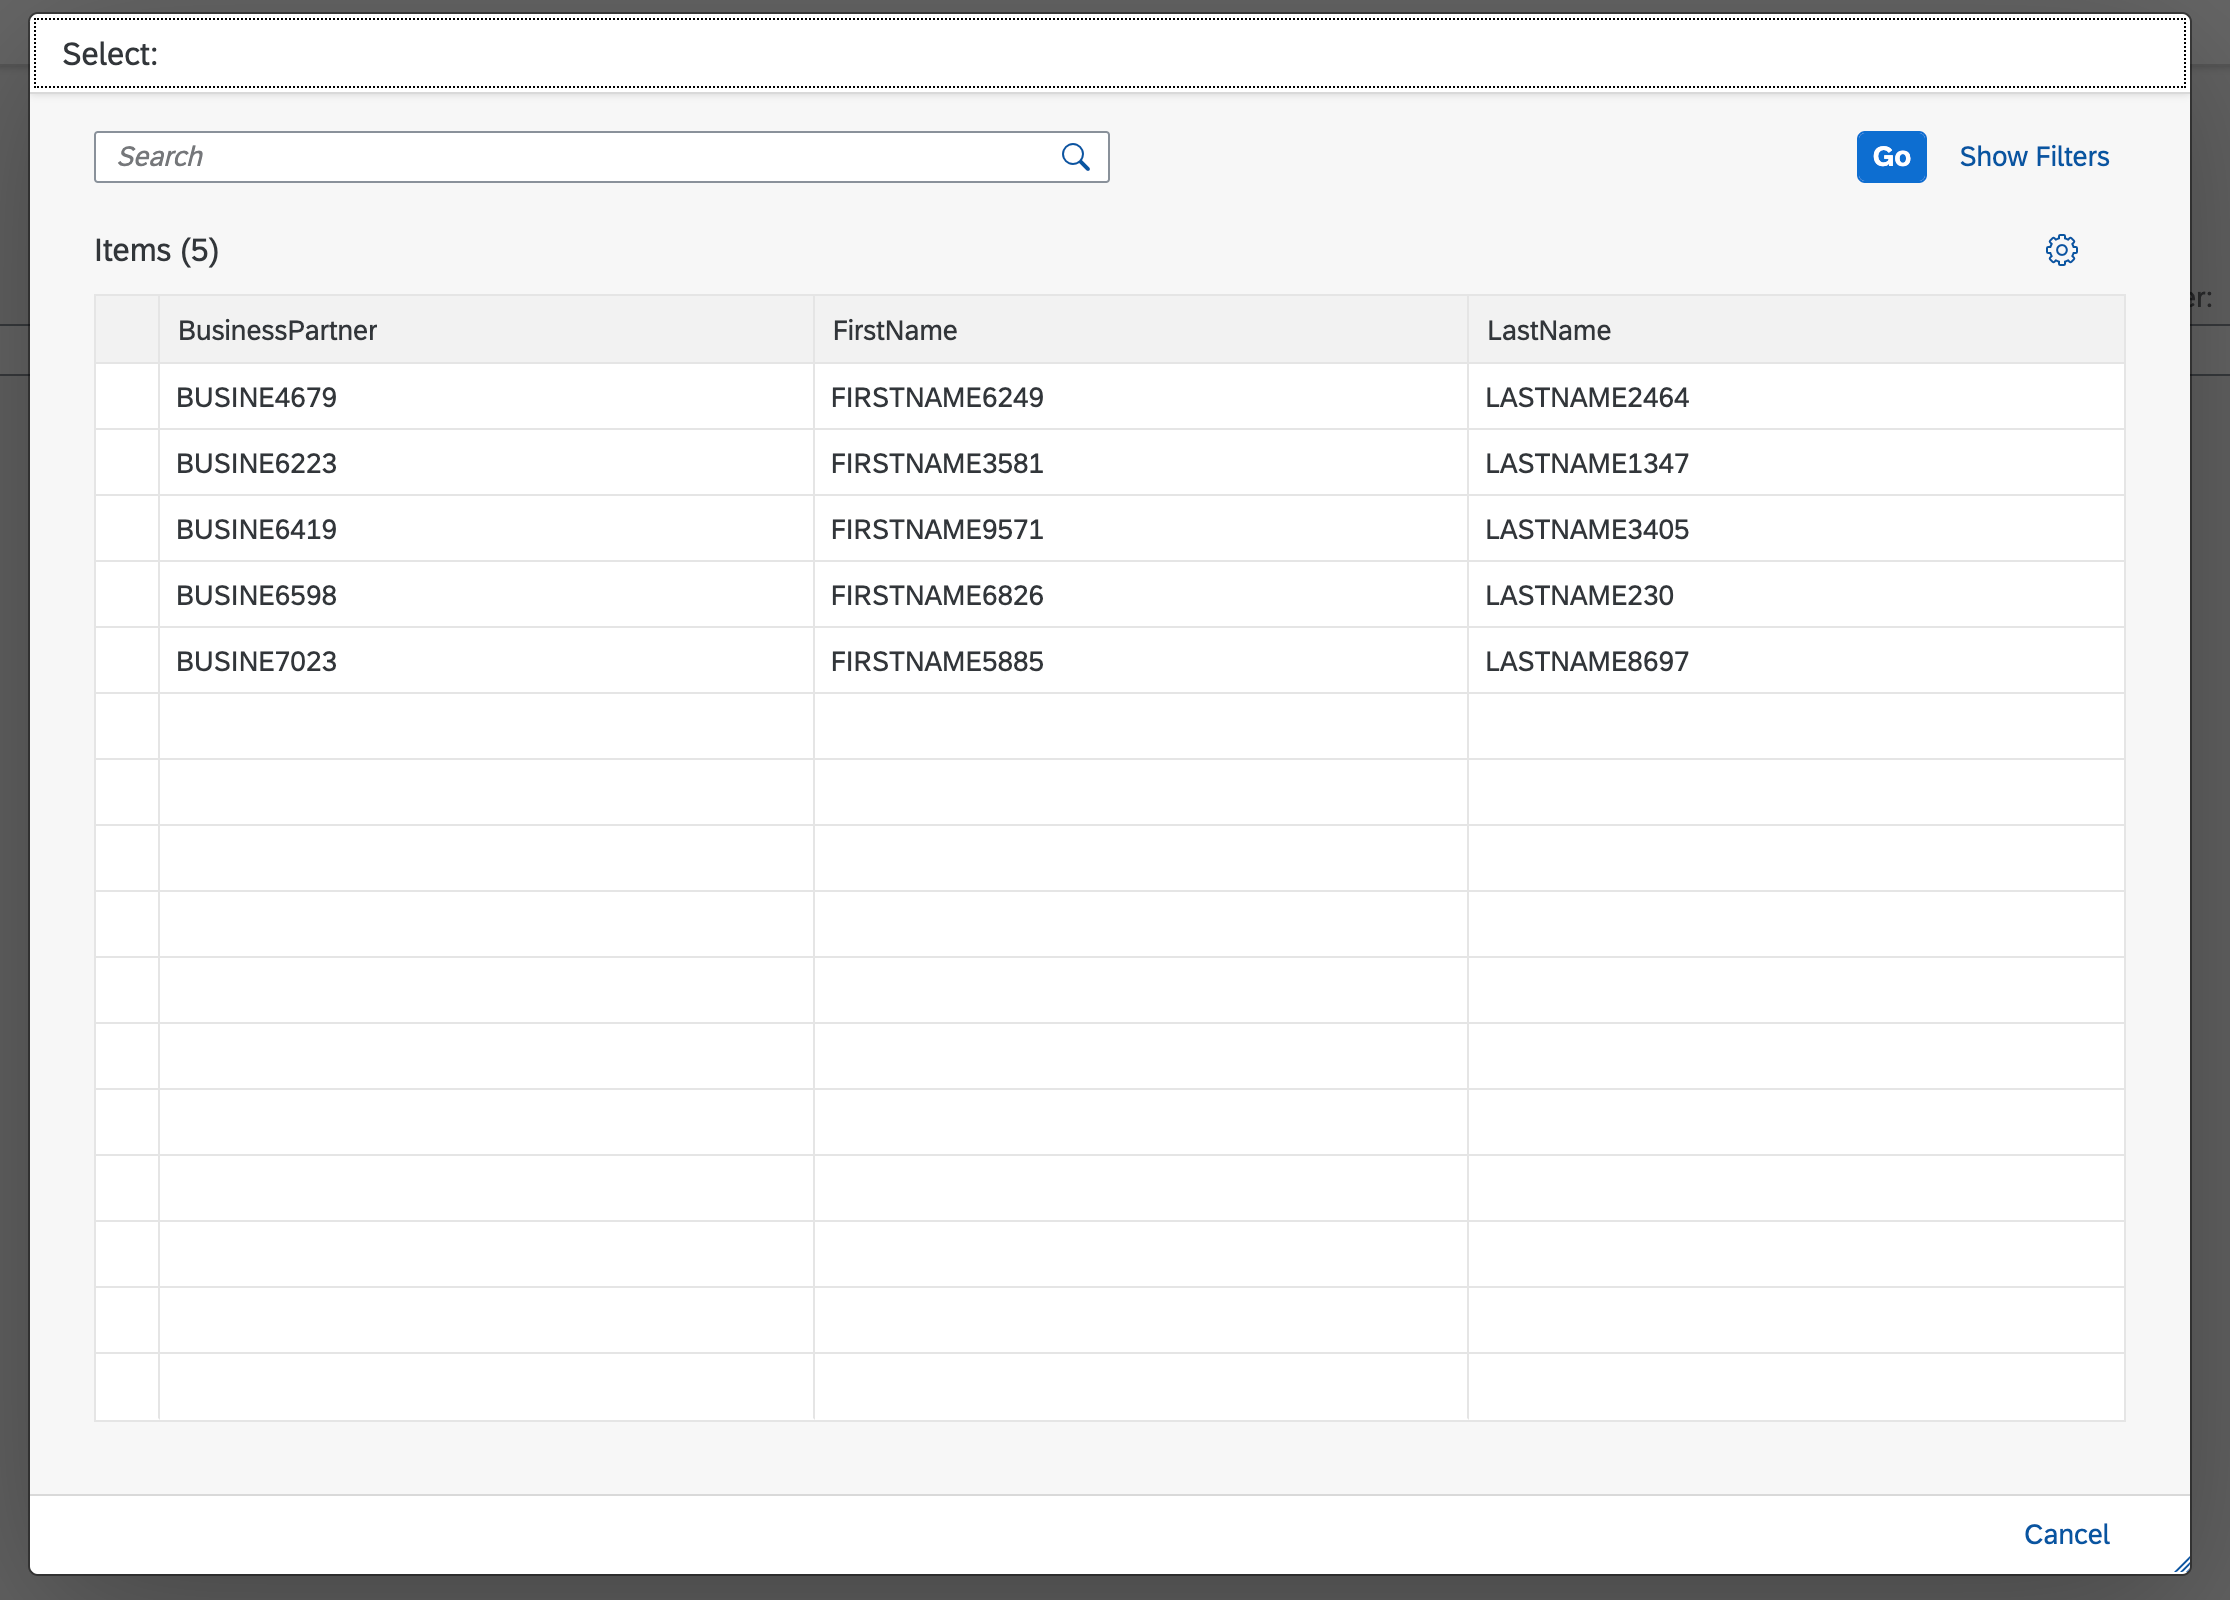 Select:
Search
Go
Show Filters
Items (5)
BusinessPartner FirstName LastName
BUSINE4679 FIRSTNAME6249 LASTNAME2464
BUSINE6223 FIRSTNAME3581 LASTNAME1347
BUSINE6419 FIRSTNAME9571 LASTNAME3405
BUSINE6598 FIRSTNAME6826 LASTNAME230
BUSINE7023 FIRSTNAME5885 LASTNAME8697
Cancel